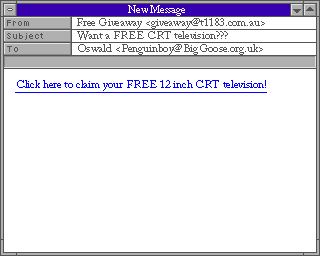 New Message
From Free Giveaway <giveaway@t1183.com.au>
Subject Want a FREE CRT television???
To Oswald <Penguinboy@BigGoose.org.uk>
Click here to claim your FREE 12 inch CRT television!